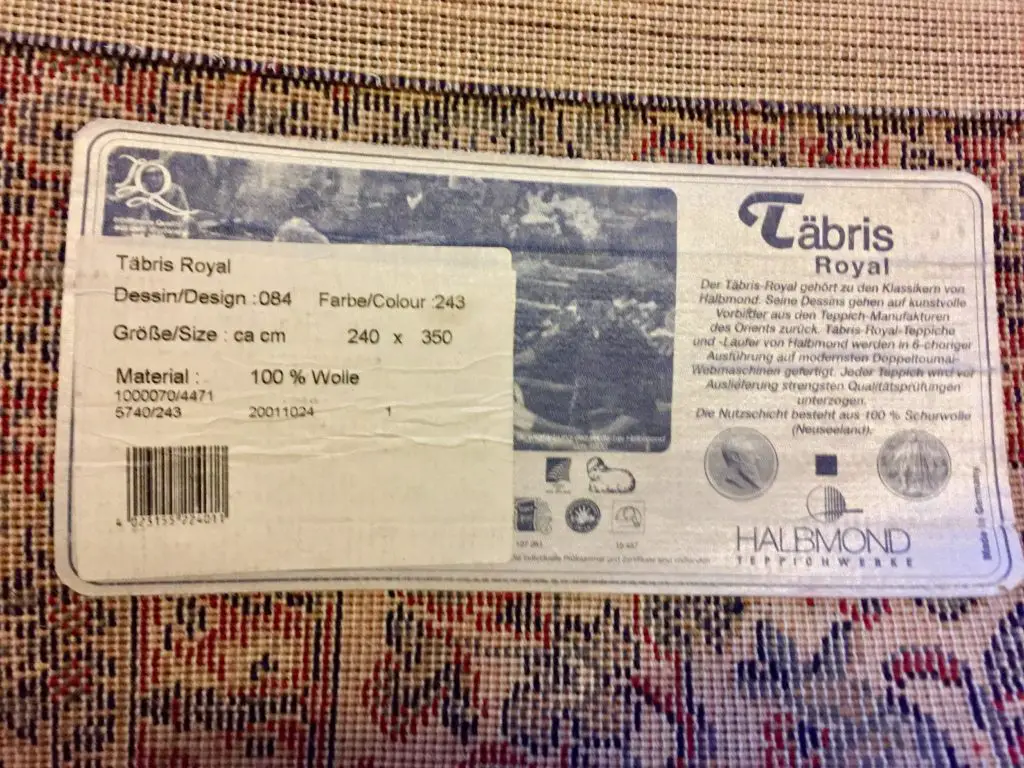 Täbris Royal
Dessin/Design : 084 Farbe/Colour :243
Größe/Size : ca cm 240 x 350
Material : 100 % Wolle
1000070/4471
5740/243 20011024 1
4 023155 224011
Täbris
Royal
Der Täbris-Royal gehört zu den Klassikern von
Halbmond. Seine Dessins gehen auf kunstvolle
Vorbilder aus den Teppich-Manufakturen
des Orients zurück. Täbris-Royal-Teppiche
und -Läufer von Halbmond werden in 6-choriger
Ausführung auf modernsten Doppeltournai-
Webmaschinen gefertigt. Jeder Teppich wird vor
Auslieferung strengsten Qualitätsprüfungen
unterzogen.
Die Nutzschicht besteht aus 100 % Schurwolle
(Neuseeland).
HALBMOND
TEPPICHWERKE
Made in Germany